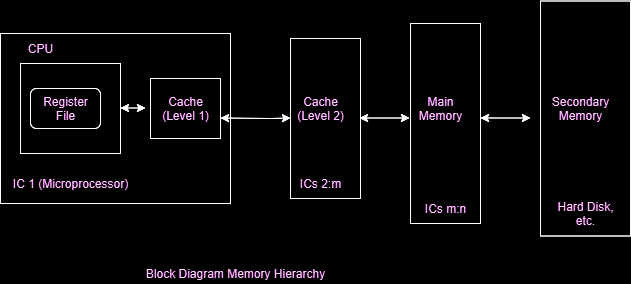 CPU
Register
File
Cache
(Level 1)
IC 1 (Microprocessor)
Cache
(Level 2)
ICs 2:m
Main
Memory
ICs m:n
Secondary
Memory
Hard Disk,
etc.
Block Diagram Memory Hierarchy